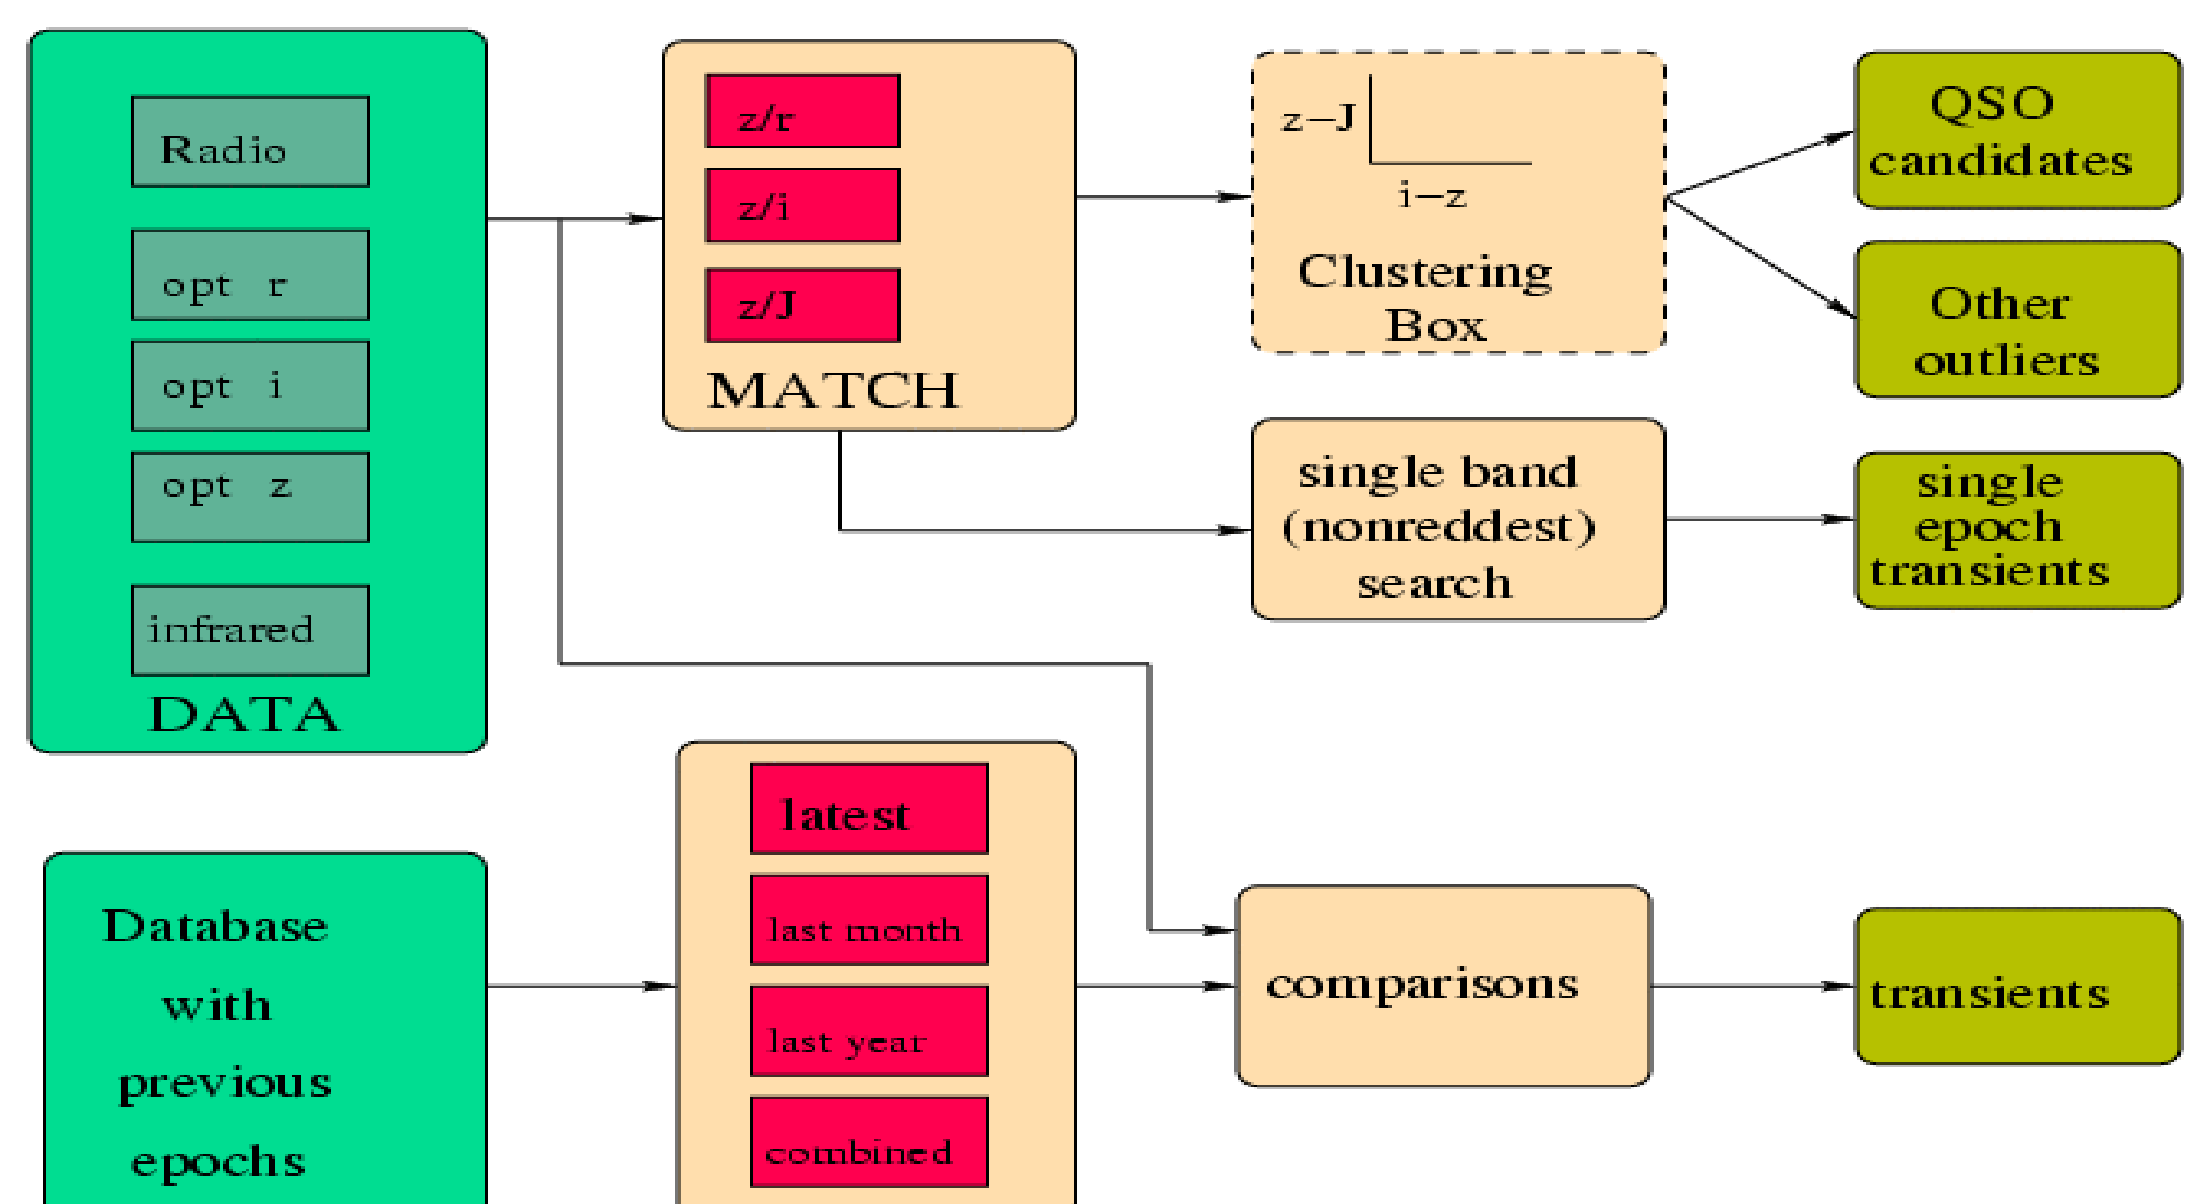 Radio
opt r
opt i
opt z
infrared
DATA
z/r
z/i
z/J
MATCH
z−J
i−z
Clustering
Box
QSO
candidates
Other
outliers
single band
(nonreddest)
search
single
epoch
transients
Database
with
previous
epochs
latest
last month
last year
combined
comparisons
transients